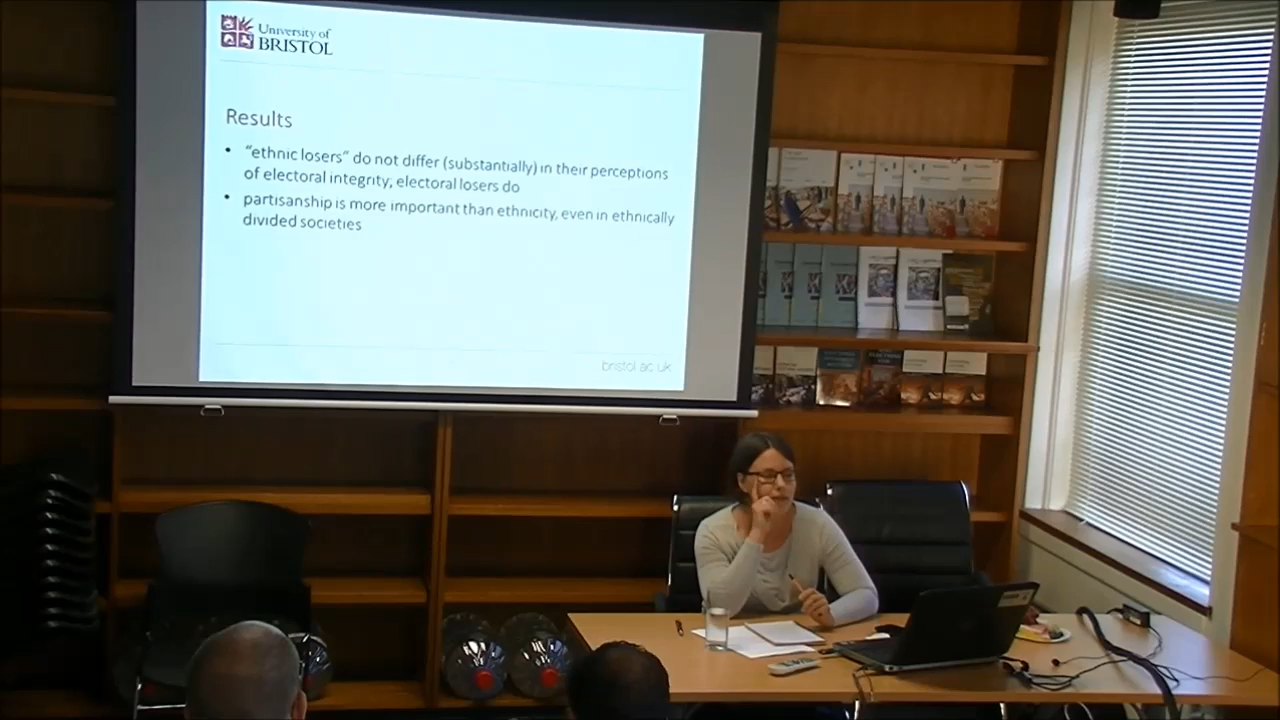 University of
BRISTOL
Results
• "ethnic losers" do not differ (substantially) in their perceptions
of electoral integrity, electoral losers do
• partisanship is more important than ethnicity, even in ethnically
divided societies
bristol.ac.uk